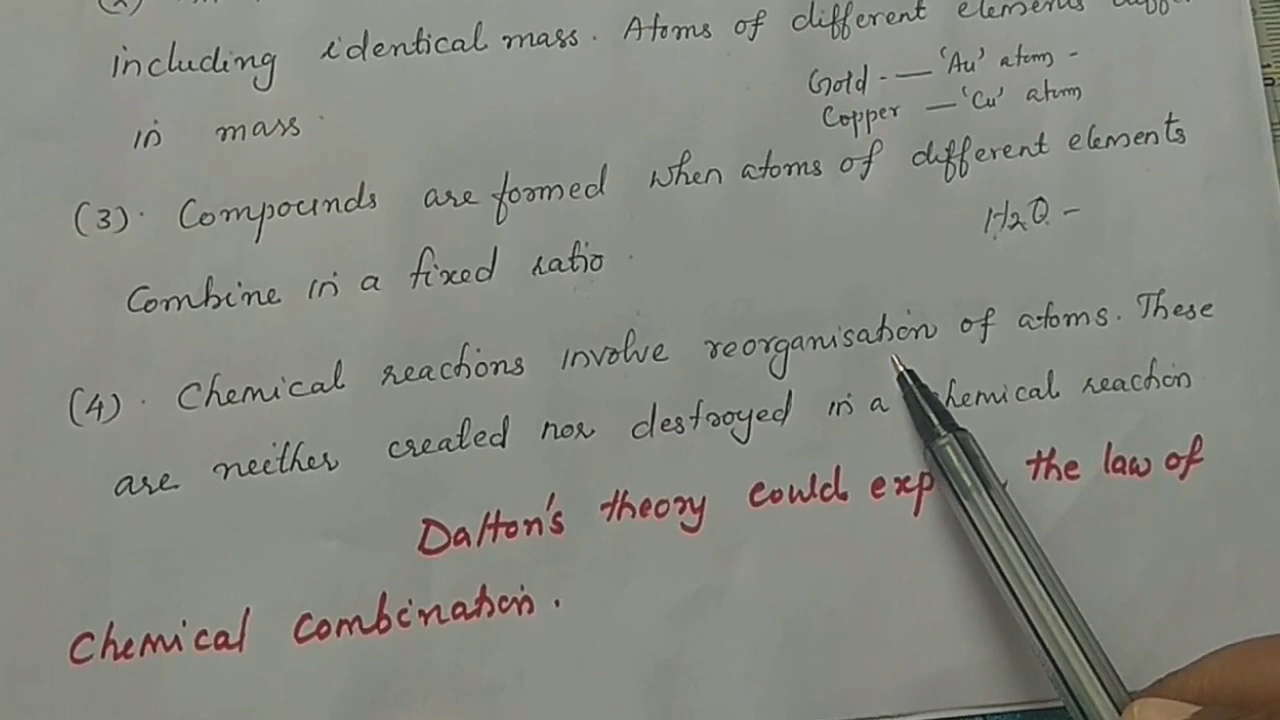 including identical mass. Atoms of different elements
Gold - — 'Au' atom -
in mass.
Copper — 'Cu' atom
(3). Compounds are formed when atoms of different elements
H2O -
Combine in a fixed ratio.
(4). Chemical reactions involve reorganisation of atoms. These
are neither created nor destroyed in a chemical reaction
Dalton's theory could exp the law of
Chemical Combination.